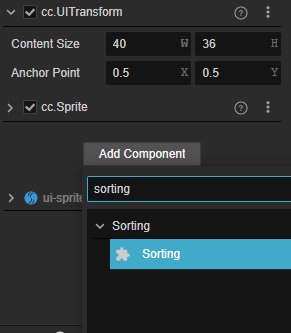 cc.UITransform
Content Size 40 W 36 H
Anchor Point 0.5 X 0.5 Y
cc.Sprite
Add Component
sorting
ui-sprite
Sorting
Sorting